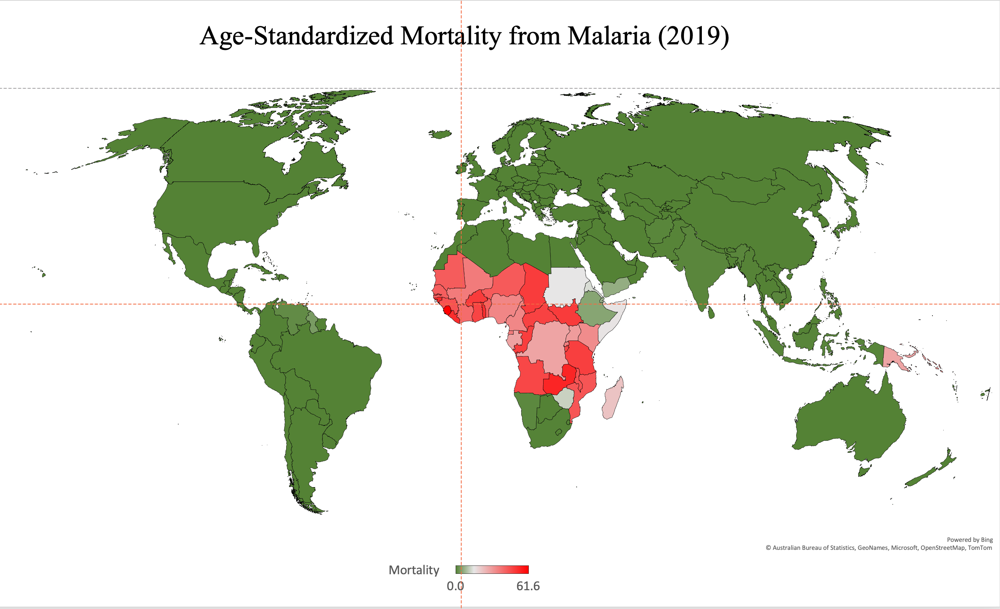 Age-Standardized Mortality from Malaria (2019)
Powered by Bing
© Australian Bureau of Statistics, GeoNames, Microsoft, OpenStreetMap, TomTom
Mortality
0.0 61.6